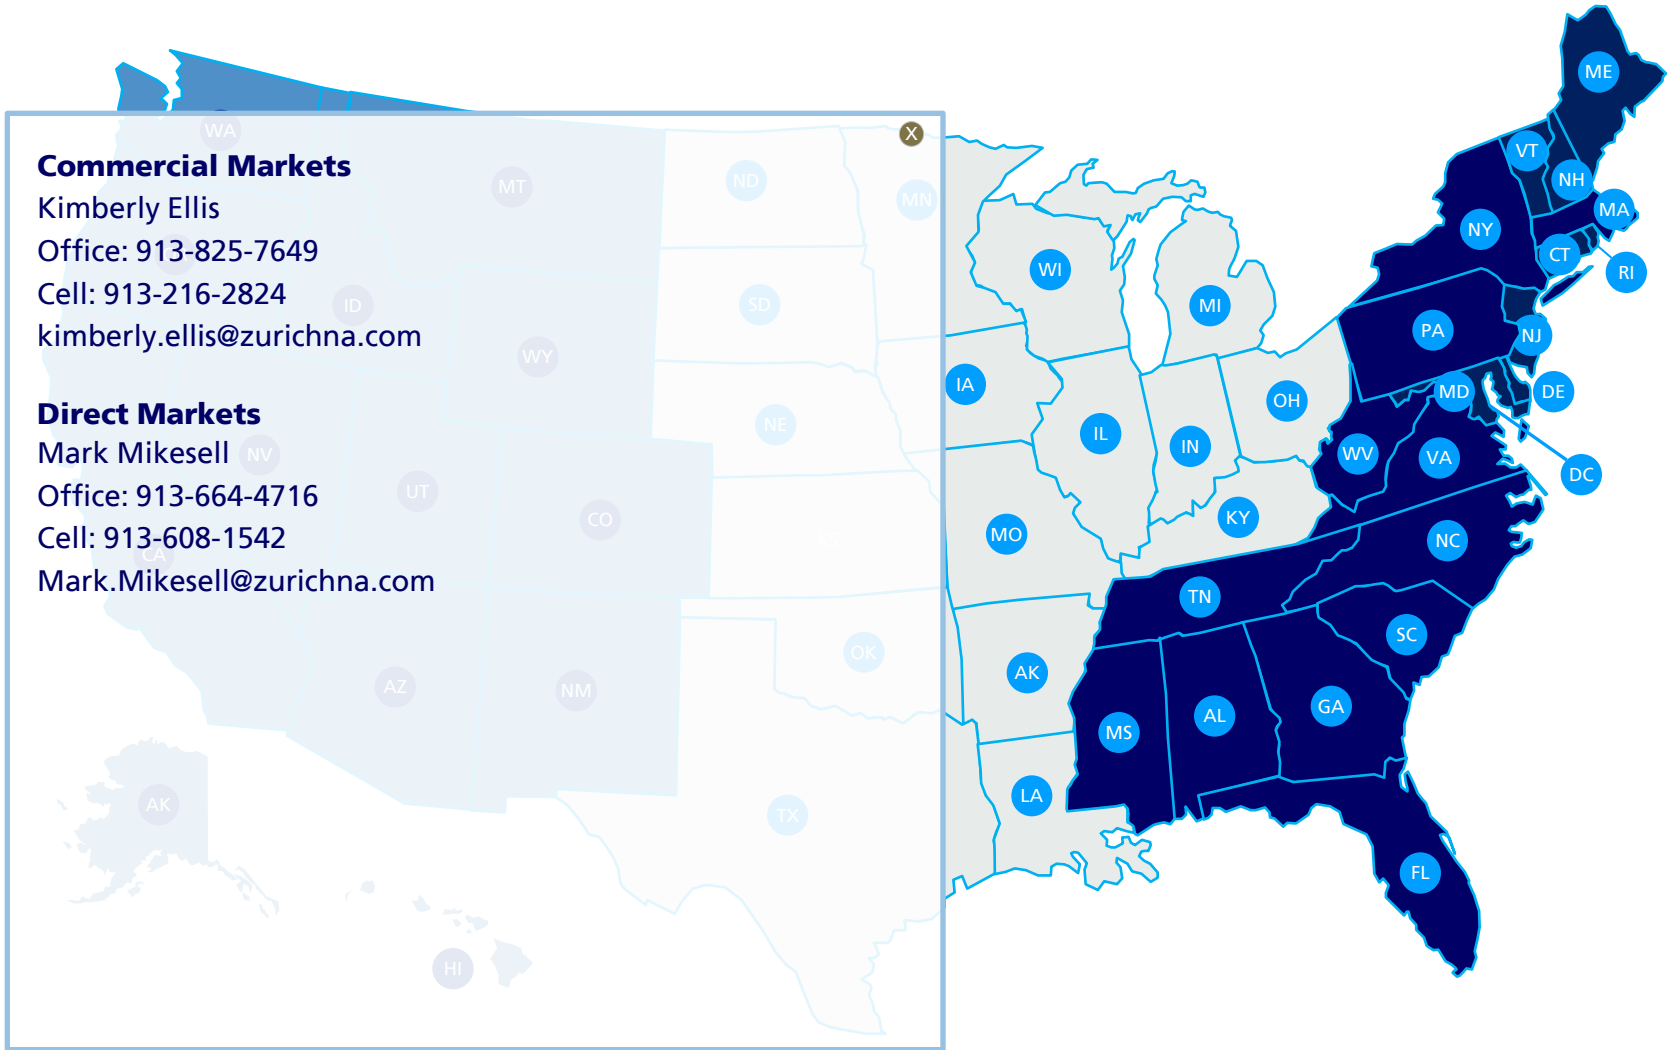 Commercial Markets
Kimberly Ellis
Office: 913-825-7649
Cell: 913-216-2824
kimberly.ellis@zurichna.com
Direct Markets
Mark Mikesell
Office: 913-664-4716
Cell: 913-608-1542
Mark.Mikesell@zurichna.com
X
WA
MT
ND
MN
ID
SD
WY
NE
NV
UT
CO
CA
OK
AZ
NM
TX
AK
HI
WI
MI
IA
IL
IN
OH
MO
KY
AK
LA
TN
MS
AL
GA
SC
NC
FL
WV
VA
PA
NY
ME
VT
NH
MA
CT
RI
NJ
MD
DE
DC